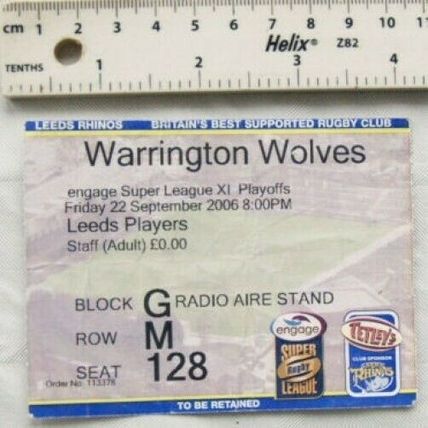 cm 1 2 3 4 5 6 7 8 9 10 11
Helix® Z82
TENTHS 1 2 3 4
LEEDS RHINOS BRITAIN'S BEST SUPPORTED RUGBY CLUB
Warrington Wolves
engage Super League XI Playoffs
Friday 22 September 2006 8:00PM
Leeds Players
Staff (Adult) £0.00
BLOCK G RADIO AIRE STAND
ROW M
SEAT 128
Order No: 113378
engage
SUPER
Rugby
LEAGUE
TETLEY'S
CLUB SPONSOR
LEEDS
RHINOS
TO BE RETAINED